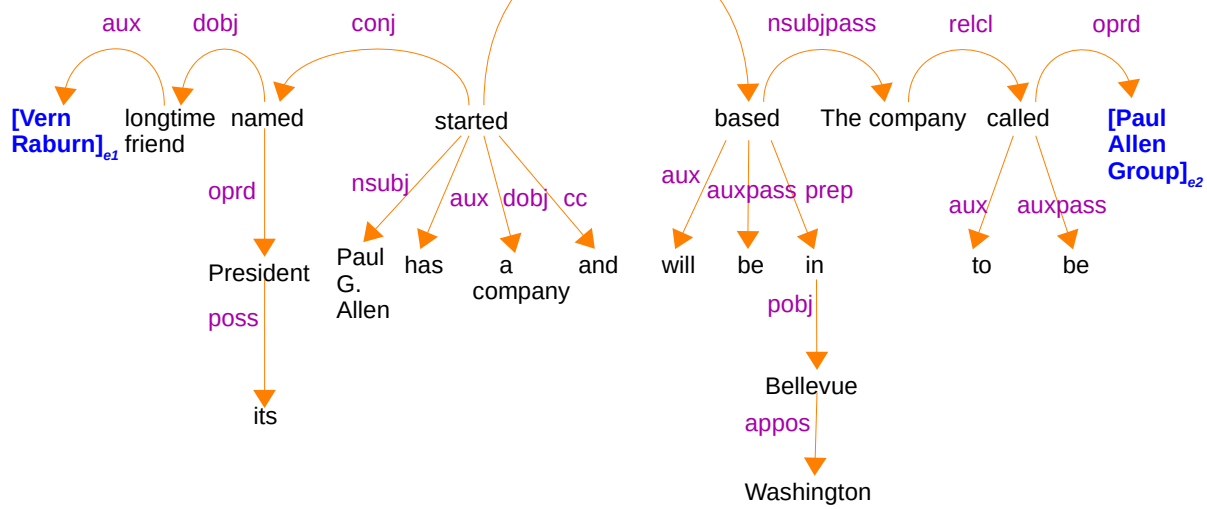 aux dobj conj nsubjpass relcl oprd
[Vern longtime named started based The company called [Paul
Raburn]e1 friend Allen
Group]e2
oprd nsubj aux dobj cc aux auxpass prep aux auxpass
President Paul has a and will be in to be
G. company
Allen
poss pobj
its Bellevue
appos
Washington